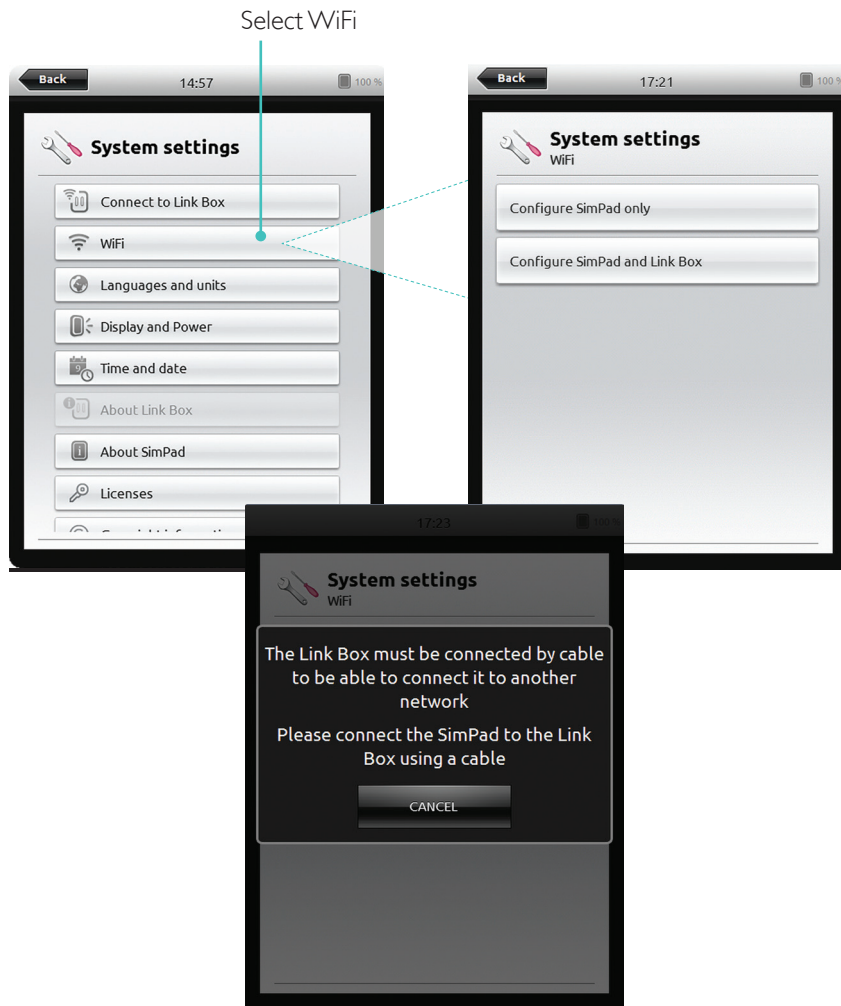 Select WiFi
Back
14:57
100 %
System settings
Connect to Link Box
WiFi
Languages and units
Display and Power
Time and date
About Link Box
About SimPad
Licenses
Back
17:21
100 %
System settings
WiFi
Configure SimPad only
Configure SimPad and Link Box
17:23
100 %
System settings
WiFi
The Link Box must be connected by cable
to be able to connect it to another
network
Please connect the SimPad to the Link
Box using a cable
CANCEL